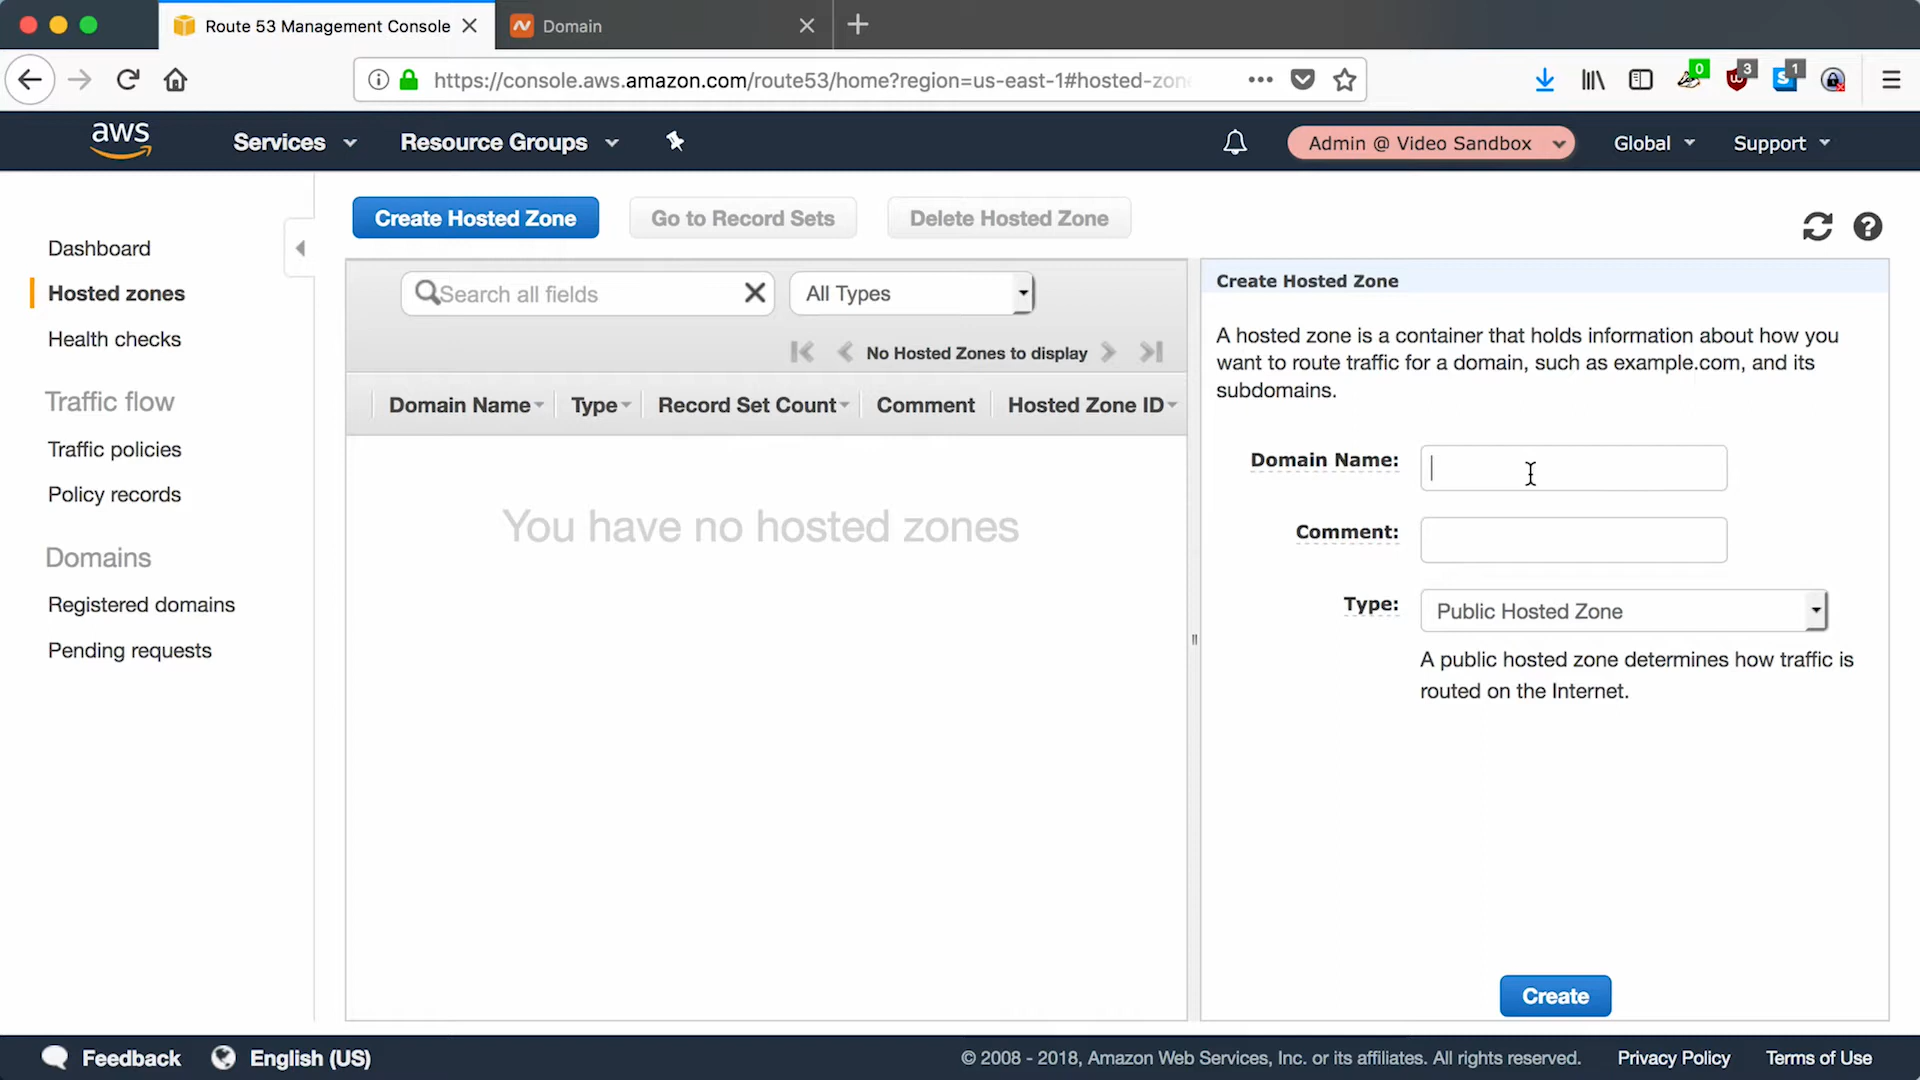 Route 53 Management Console
Domain
https://console.aws.amazon.com/route53/home?region=us-east-1#hosted-zon
0
3
1
aws
Services
Resource Groups
Admin @ Video Sandbox
Global
Support
Dashboard
Hosted zones
Health checks
Traffic flow
Traffic policies
Policy records
Domains
Registered domains
Pending requests
Create Hosted Zone
Go to Record Sets
Delete Hosted Zone
Search all fields
All Types
No Hosted Zones to display
Domain Name
Type
Record Set Count
Comment
Hosted Zone ID
You have no hosted zones
Create Hosted Zone
A hosted zone is a container that holds information about how you
want to route traffic for a domain, such as example.com, and its
subdomains.
Domain Name:
Comment:
Type:
Public Hosted Zone
A public hosted zone determines how traffic is
routed on the Internet.
Create
Feedback
English (US)
© 2008 - 2018, Amazon Web Services, Inc. or its affiliates. All rights reserved.
Privacy Policy
Terms of Use